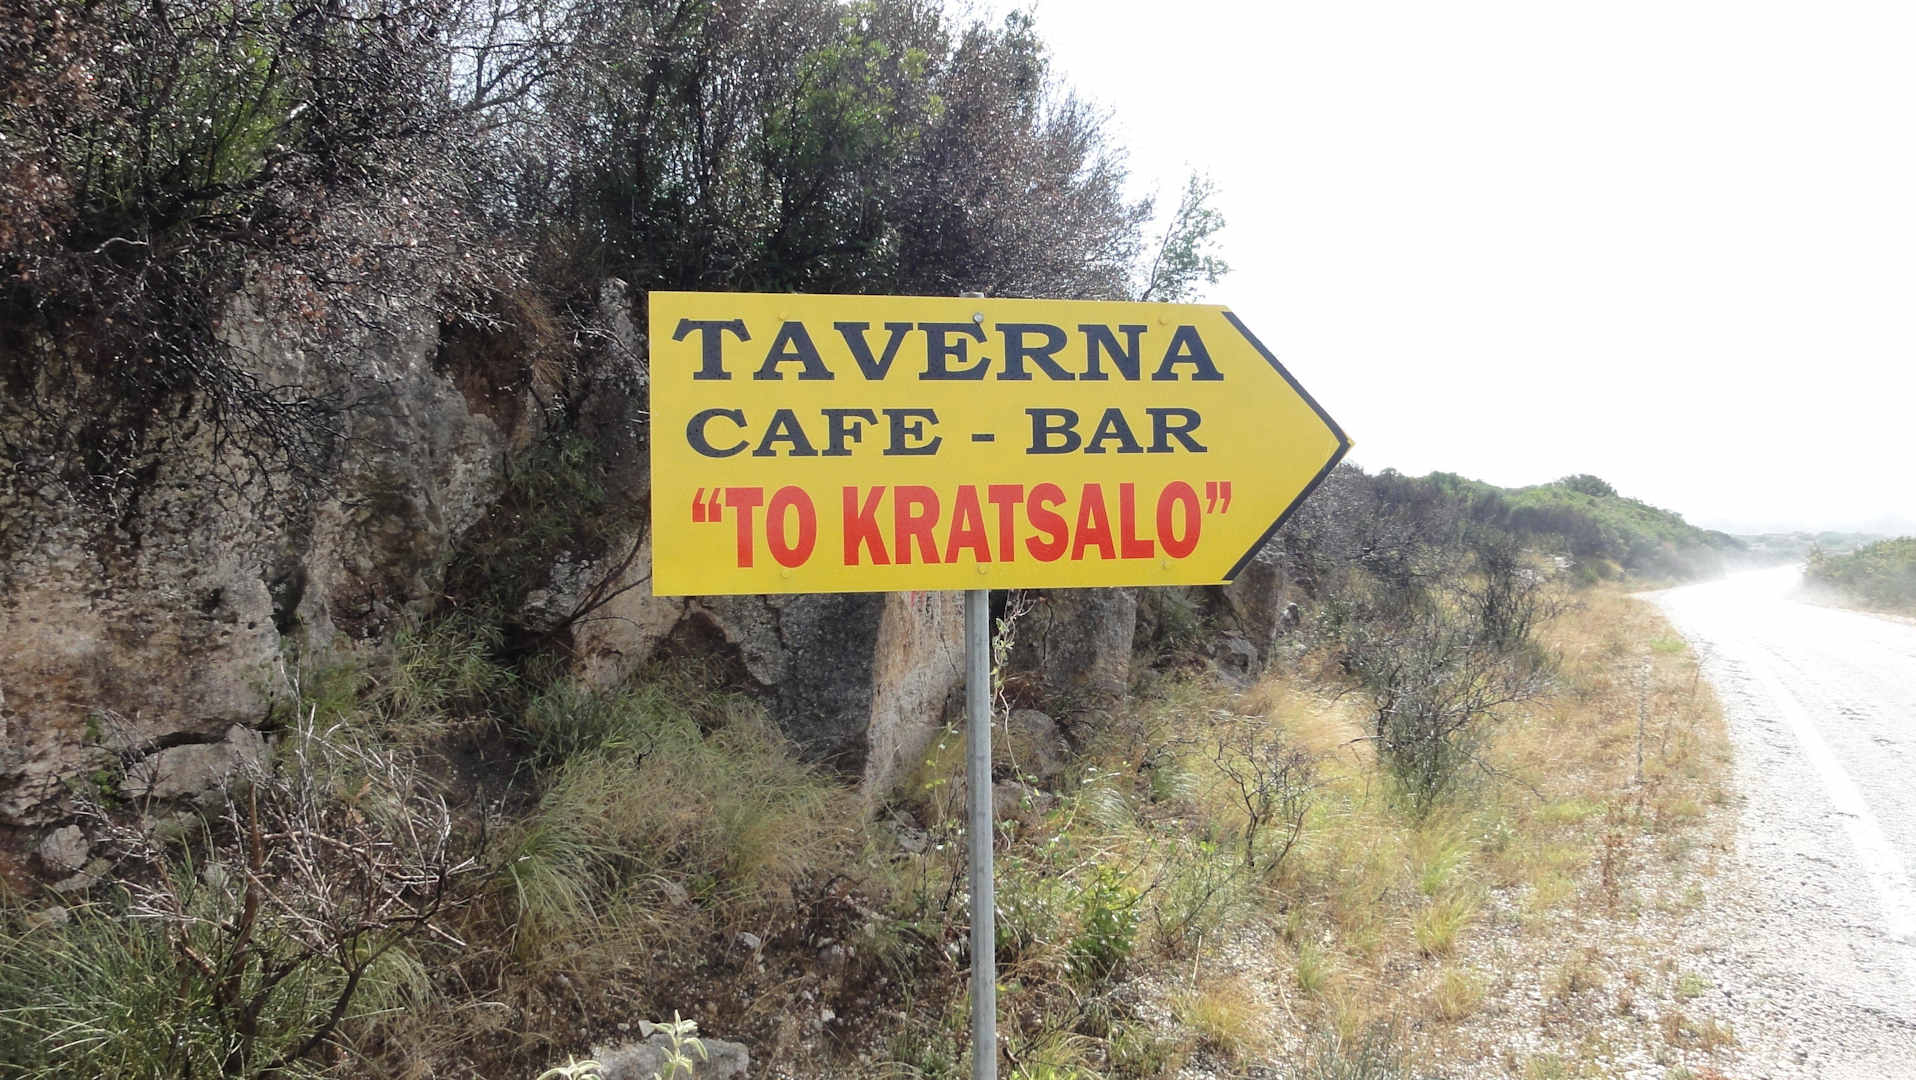 TAVERNA
CAFE - BAR
“TO KRATSALO”